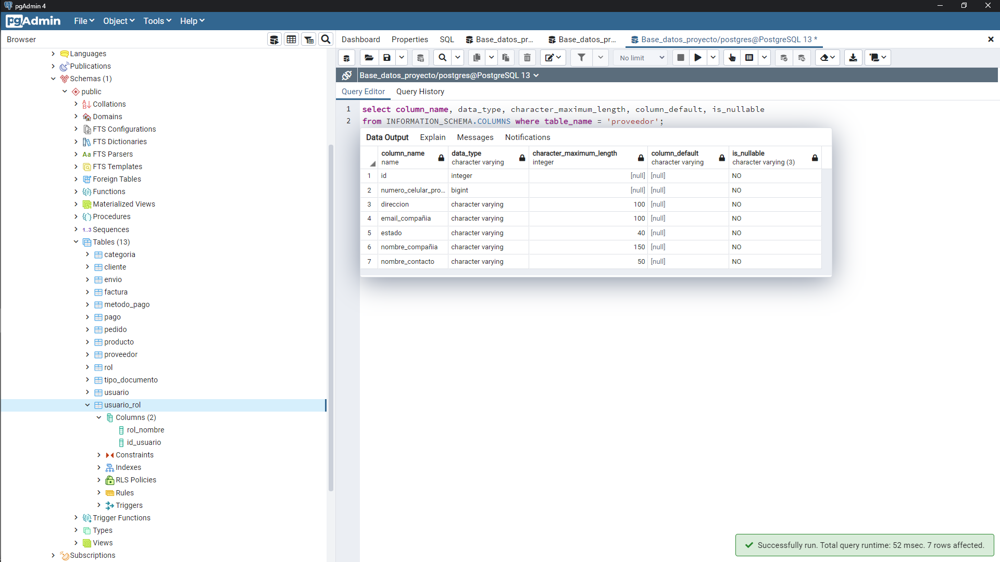 pgAdmin 4
pgAdmin File Object Tools Help
Browser
Dashboard Properties SQL Base_datos_pr... Base_datos_pr... Base_datos_proyecto/postgres@PostgreSQL 13 *
No limit
Base_datos_proyecto/postgres@PostgreSQL 13
Query Editor Query History
1 select column_name, data_type, character_maximum_length, column_default, is_nullable
2 from INFORMATION_SCHEMA.COLUMNS where table_name = 'proveedor';
Data Output Explain Messages Notifications
column_name data_type character_maximum_length column_default is_nullable
name character varying integer character varying character varying (3)
1 id integer [null] [null] NO
2 numero_celular_pro... bigint [null] [null] NO
3 direccion character varying 100 [null] NO
4 email_compañia character varying 100 [null] NO
5 estado character varying 40 [null] NO
6 nombre_compañia character varying 150 [null] NO
7 nombre_contacto character varying 50 [null] NO
Languages
Publications
Schemas (1)
public
Collations
Domains
FTS Configurations
FTS Dictionaries
Aa FTS Parsers
FTS Templates
Foreign Tables
Functions
Materialized Views
Procedures
1..3 Sequences
Tables (13)
categoria
cliente
envio
factura
metodo_pago
pago
pedido
producto
proveedor
rol
tipo_documento
usuario
usuario_rol
Columns (2)
rol_nombre
id_usuario
Constraints
Indexes
RLS Policies
Rules
Triggers
Trigger Functions
Types
Views
Subscriptions
Successfully run. Total query runtime: 52 msec. 7 rows affected.